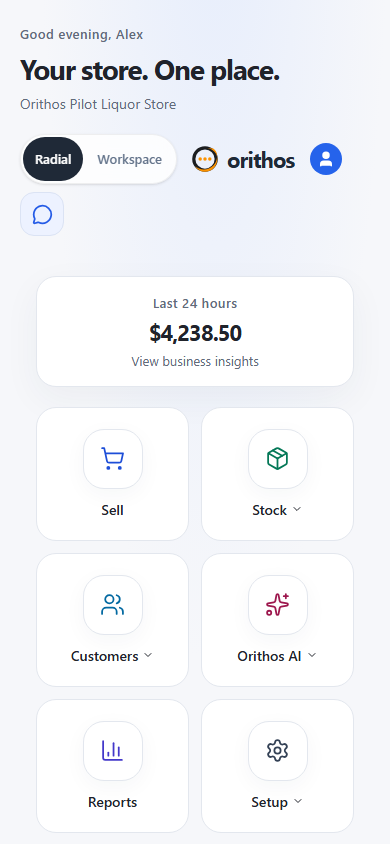 Good evening, Alex
Your store. One place.
Orithos Pilot Liquor Store
Radial
Workspace
orithos
Last 24 hours
$4,238.50
View business insights
Sell
Stock
Customers
Orithos AI
Reports
Setup